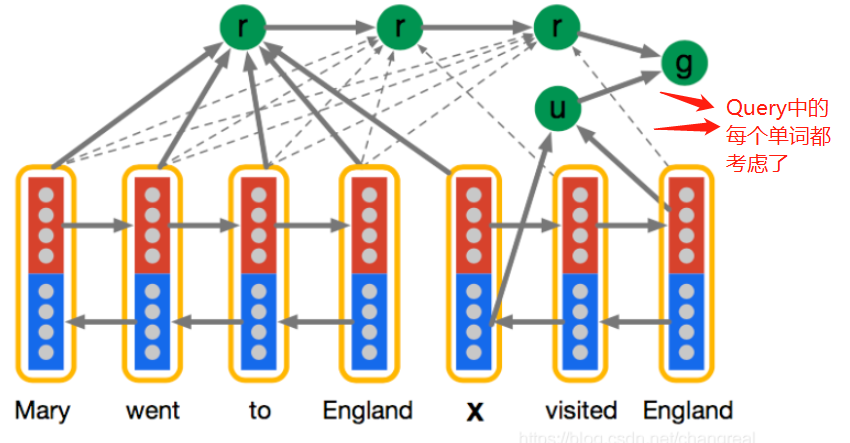 r
r
r
g
u
Query中的
每个单词都
考虑了
Mary went to England X visited England
https://blog.csdn.net/changreal